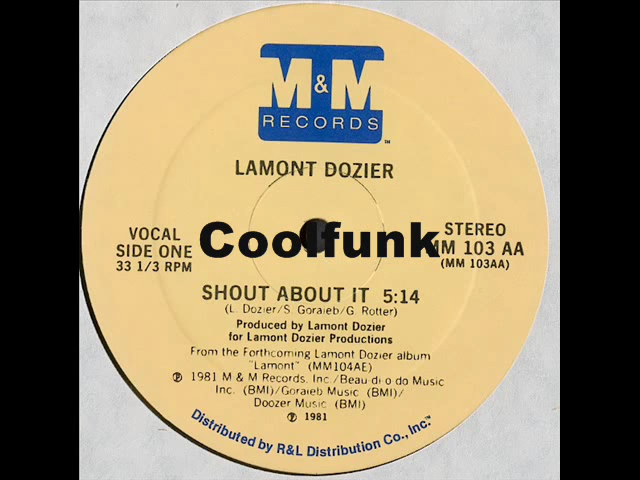 M&M
RECORDS
TM
LAMONT DOZIER
VOCAL
SIDE ONE
33 1/3 RPM
Coolfunk
STEREO
MM 103 AA
(MM 103AA)
SHOUT ABOUT IT 5:14
(L. Dozier/S. Goraieb/G. Rotter)
Produced by Lamont Dozier
for Lamont Dozier Productions
From the Forthcoming Lamont Dozier album
"Lamont" (MM104AE)
℗ 1981 M & M Records. Inc./Beau-di-o-do Music
Inc. (BMI)/Goraieb Music (BMI)/
Doozer Music (BMI)
℗ 1981
Distributed by R&L Distribution Co., Inc.™